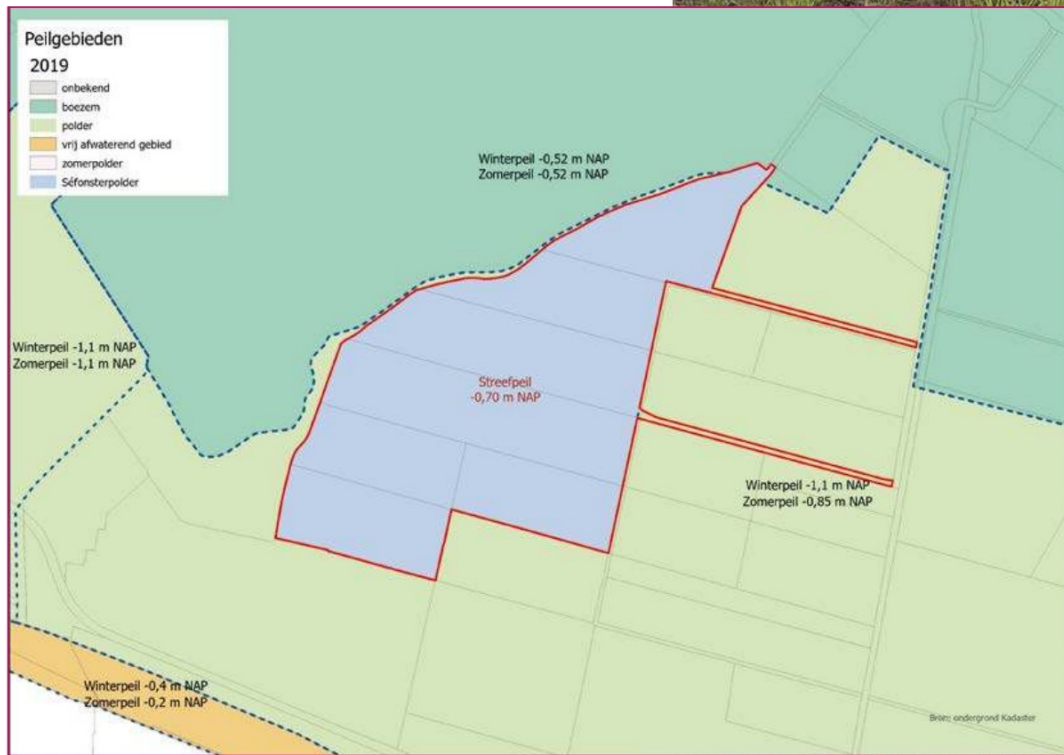 Peilgebieden
2019
onbekend
boezem
polder
vrij afwaterend gebied
zomerpolder
Séfonsterpolder
Winterpeil -0,52 m NAP
Zomerpeil -0,52 m NAP
Winterpeil -1,1 m NAP
Zomerpeil -1,1 m NAP
Streefpeil
-0,70 m NAP
Winterpeil -1,1 m NAP
Zomerpeil -0,85 m NAP
Winterpeil -0,4 m NAP
Zomerpeil -0,2 m NAP
Bron: ondergrond Kadaster